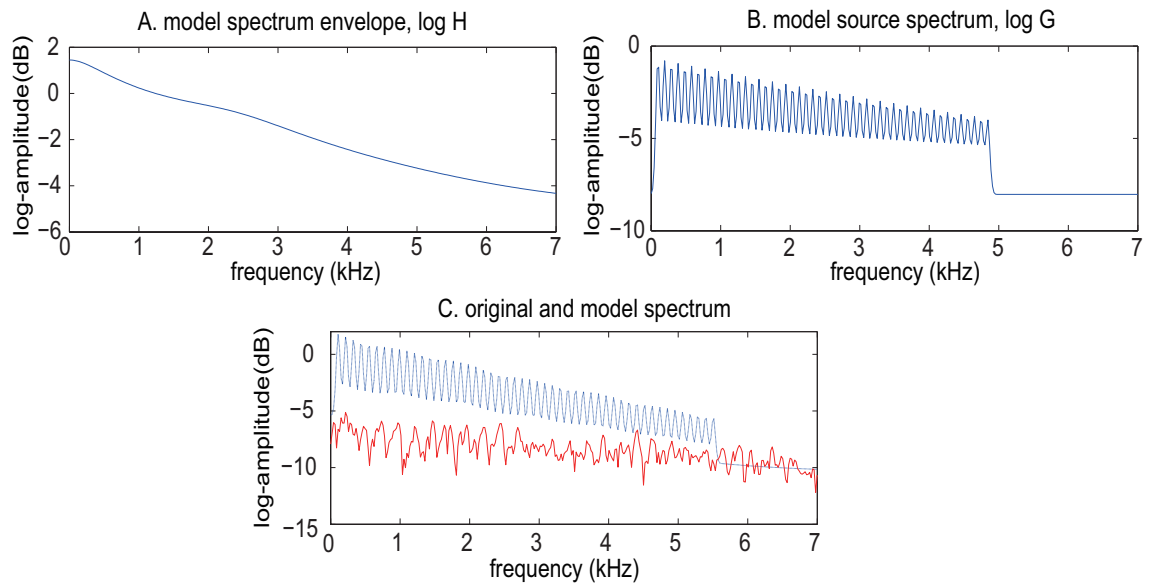 A. model spectrum envelope, log H
log-amplitude(dB)
2
0
−2
−4
−6
0 1 2 3 4 5 6 7
frequency (kHz)
B. model source spectrum, log G
log-amplitude(dB)
0
−5
−10
0 1 2 3 4 5 6 7
frequency (kHz)
C. original and model spectrum
log-amplitude(dB)
0
−5
−10
−15
0 1 2 3 4 5 6 7
frequency (kHz)